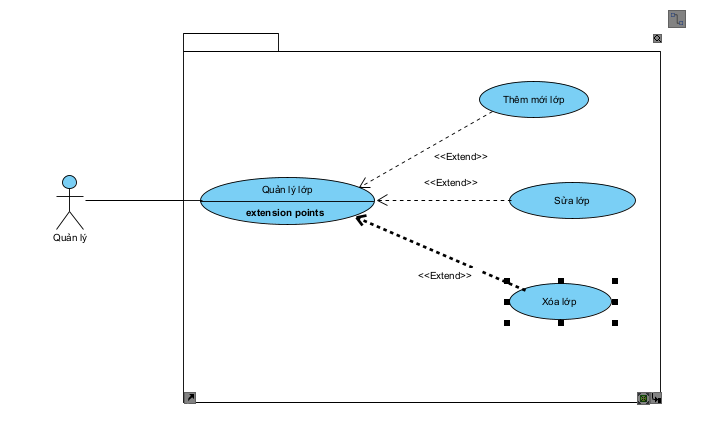 Thêm mới lớp
<<Extend>>
<<Extend>>
Quản lý lớp
extension points
Sửa lớp
Quản lý
<<Extend>>
Xóa lớp